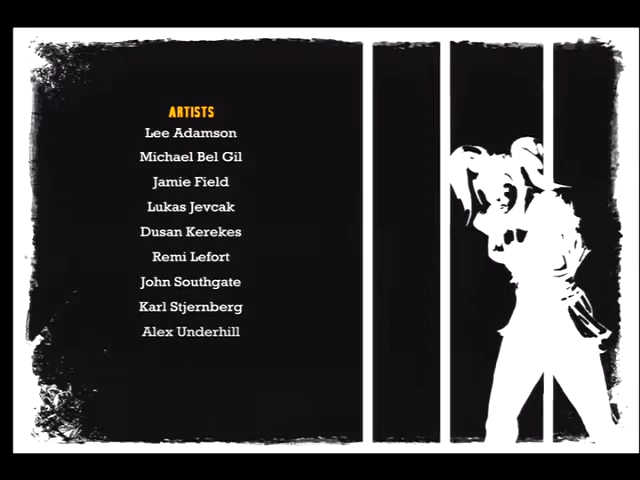 ARTISTS
Lee Adamson
Michael Bel Gil
Jamie Field
Lukas Jevcak
Dusan Kerekes
Remi Lefort
John Southgate
Karl Stjernberg
Alex Underhill